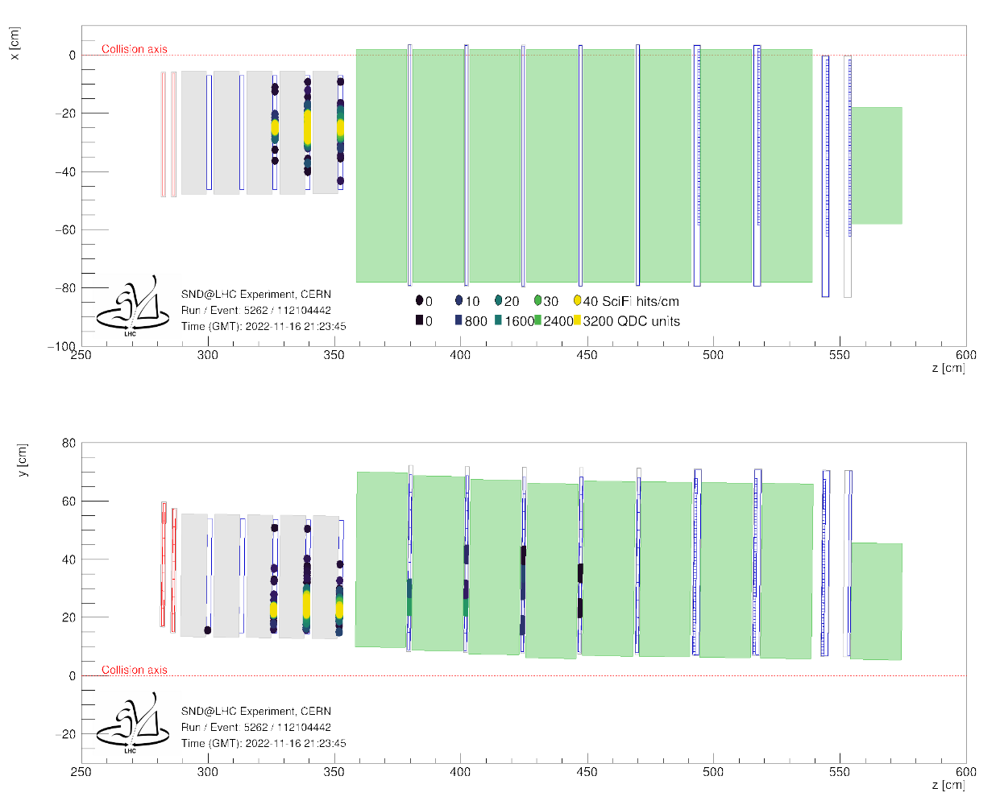 x [cm]
Collision axis
0
−20
−40
−60
−80
−100
SND@LHC Experiment, CERN
Run / Event: 5262 / 112104442
Time (GMT): 2022-11-16 21:23:45
LHC
0 10 20 30 40 SciFi hits/cm
0 800 1600 2400 3200 QDC units
250 300 350 400 450 500 550 600
z [cm]
y [cm]
80
60
40
20
Collision axis
0
−20
SND@LHC Experiment, CERN
Run / Event: 5262 / 112104442
Time (GMT): 2022-11-16 21:23:45
LHC
250 300 350 400 450 500 550 600
z [cm]